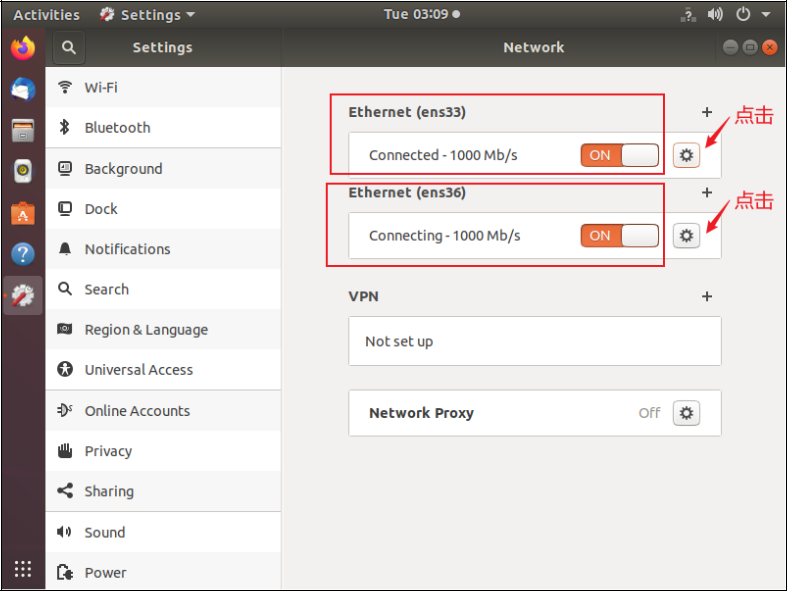 Activities Settings Tue 03:09
Settings Network
Wi-Fi
Bluetooth
Background
Dock
Notifications
Search
Region & Language
Universal Access
Online Accounts
Privacy
Sharing
Sound
Power
Ethernet (ens33)
点击
Connected - 1000 Mb/s ON
Ethernet (ens36)
点击
Connecting - 1000 Mb/s ON
VPN
Not set up
Network Proxy Off